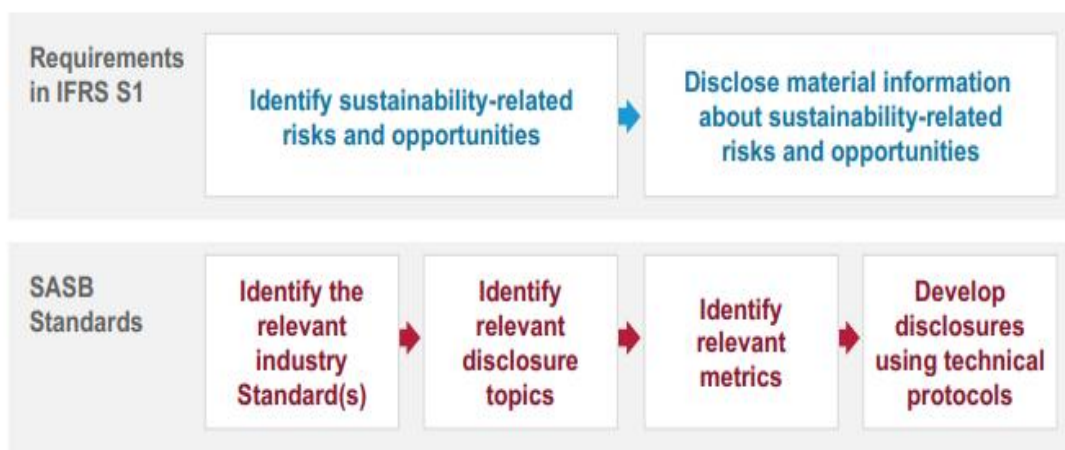 Requirements
in IFRS S1
Identify sustainability-related
risks and opportunities
Disclose material information
about sustainability-related
risks and opportunities
SASB
Standards
Identify the
relevant
industry
Standard(s)
Identify
relevant
disclosure
topics
Identify
relevant
metrics
Develop
disclosures
using technical
protocols